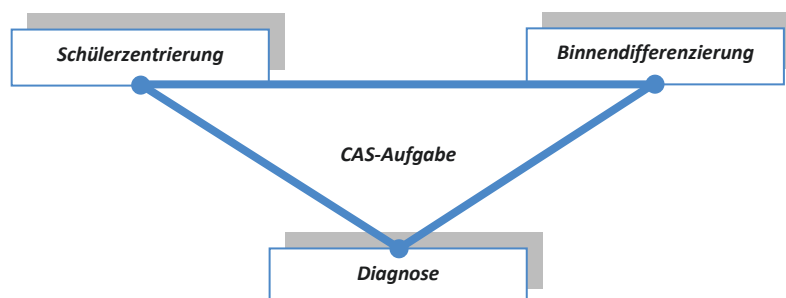 Schülerzentrierung
Binnendifferenzierung
CAS-Aufgabe
Diagnose